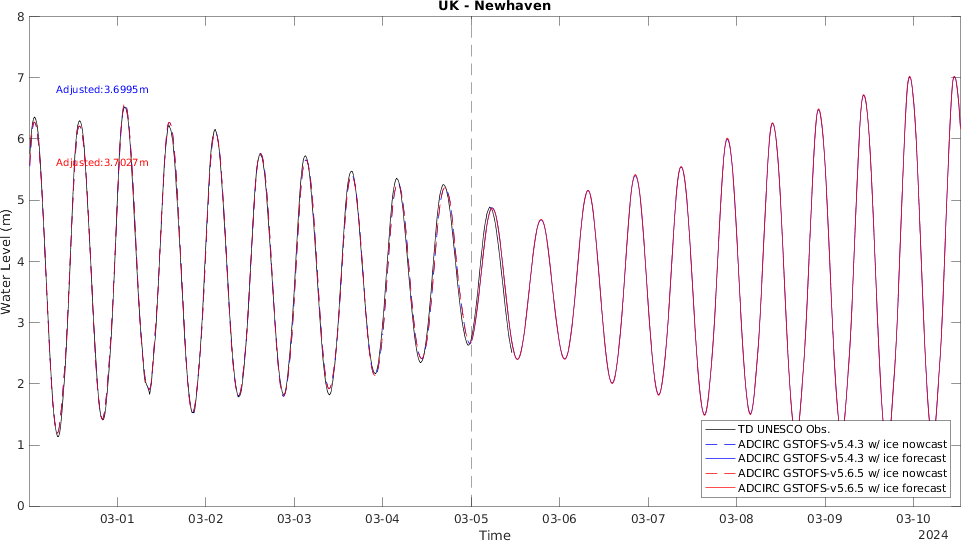 UK - Newhaven
8
7
6
5
4
3
2
1
0
Water Level (m)
Adjusted:3.6995m
Adjusted:3.7027m
TD UNESCO Obs.
ADCIRC GSTOFS-v5.4.3 w/ ice nowcast
ADCIRC GSTOFS-v5.4.3 w/ ice forecast
ADCIRC GSTOFS-v5.6.5 w/ ice nowcast
ADCIRC GSTOFS-v5.6.5 w/ ice forecast
03-01 03-02 03-03 03-04 03-05 03-06 03-07 03-08 03-09 03-10
Time
2024